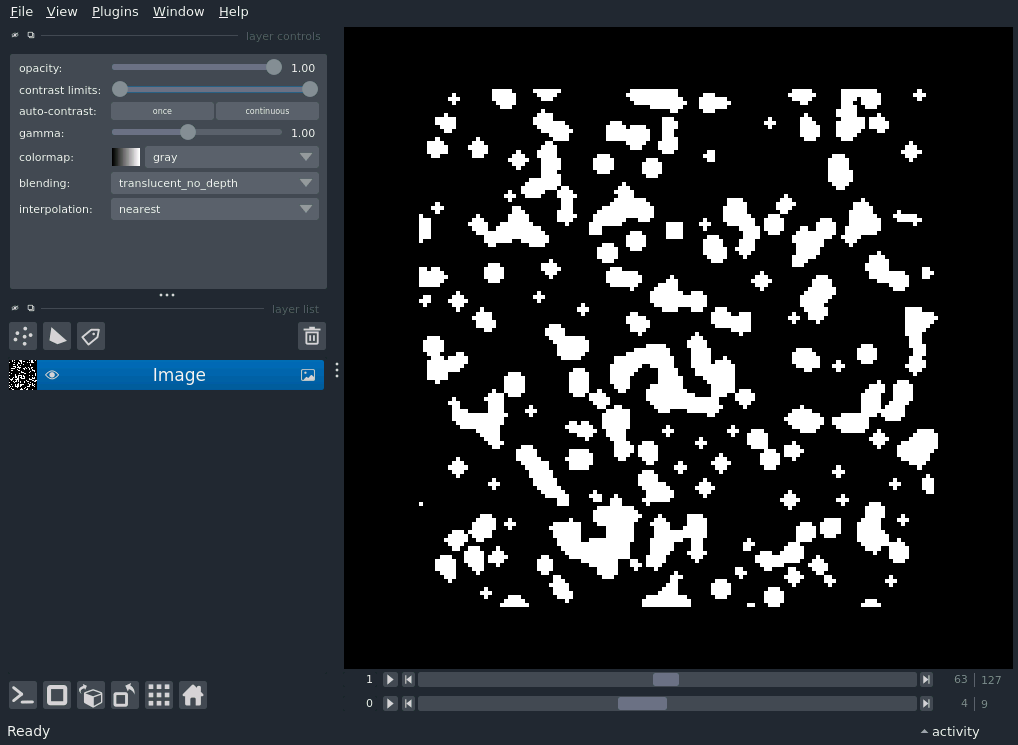 File View Plugins Window Help
layer controls
opacity: 1.00
contrast limits:
auto-contrast: once continuous
gamma: 1.00
colormap: gray
blending: translucent_no_depth
interpolation: nearest
layer list
Image
1 63 127
0 4 9
Ready activity